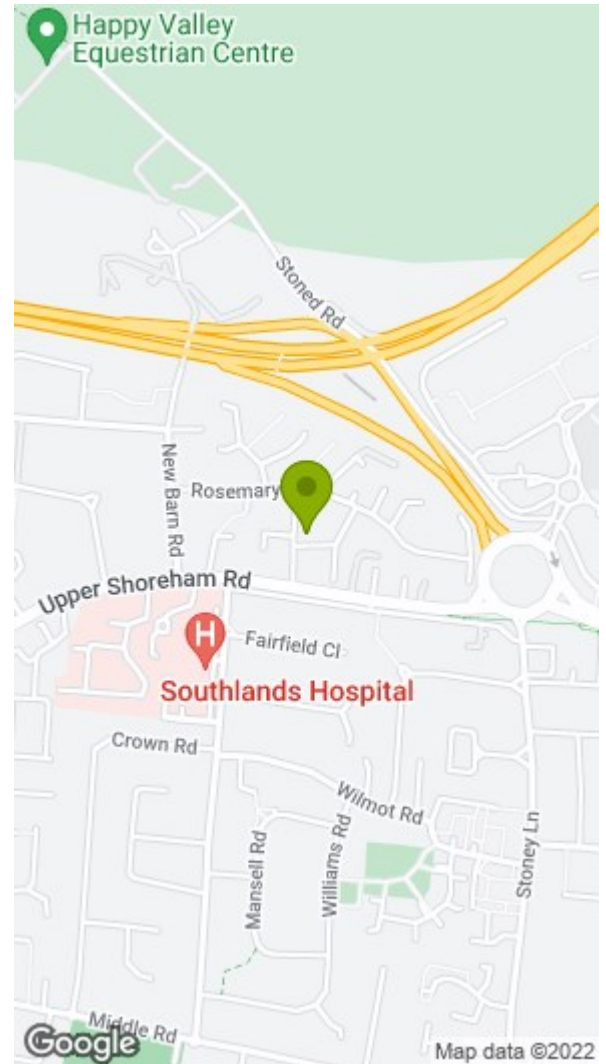 Happy Valley
Equestrian Centre
Stoned Rd
New Barn Rd
Rosemary
Upper Shoreham Rd
H
Fairfield Cl
Southlands Hospital
Crown Rd
Wilmot Rd
Mansell Rd
Williams Rd
Stoney Ln
Middle Rd
Google
Map data ©2022